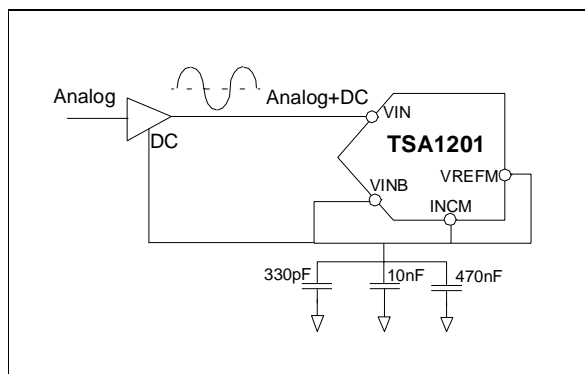 Analog
Analog+DC
DC
VIN
TSA1201
VREFM
VINB
INCM
330pF
10nF
470nF